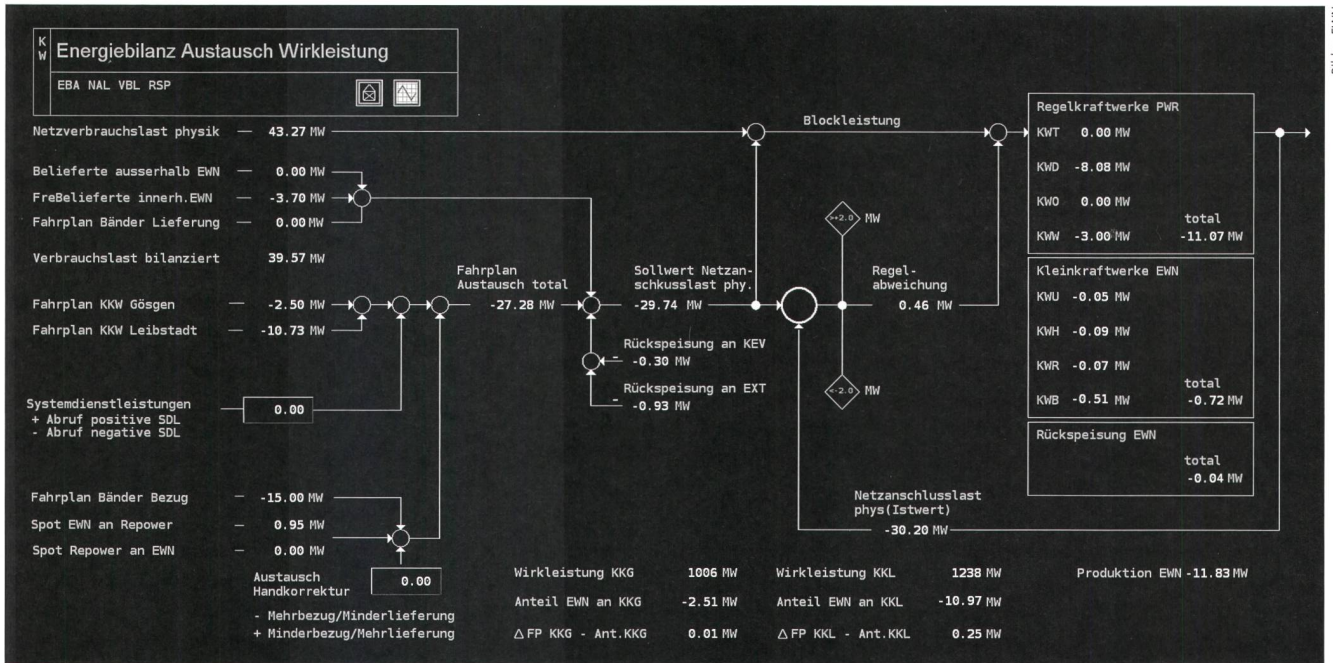 K W
Energiebilanz Austausch Wirkleistung
EBA NAL VBL RSP
Netzverbrauchslast physik — 43.27 MW
Belieferte ausserhalb EWN — 0.00 MW
FreBelieferte innerh.EWN — -3.70 MW
Fahrplan Bänder Lieferung — 0.00 MW
Verbrauchslast bilanziert 39.57 MW
Fahrplan KKW Gösgen — -2.50 MW
Fahrplan KKW Leibstadt — -10.73 MW
Systemdienstleistungen — 0.00
+ Abruf positive SDL
- Abruf negative SDL
Fahrplan Bänder Bezug — -15.00 MW
Spot EWN an Repower — 0.95 MW
Spot Repower an EWN — 0.00 MW
Austausch
Handkorrektur
0.00
- Mehrbezug/Minderlieferung
+ Minderbezug/Mehrlieferung
Fahrplan
Austausch total
-27.28 MW
Sollwert Netzan-
schkusslast phy.
-29.74 MW
Rückspeisung an KEV
- -0.30 MW
Rückspeisung an EXT
- -0.93 MW
Blockleistung
>+2.0 MW
<-2.0 MW
Regel-
abweichung
0.46 MW
Netzanschlusslast
phys(Istwert)
-30.20 MW
Regelkraftwerke PWR
KWT 0.00 MW
KWD -8.08 MW
KWO 0.00 MW
total
KWW -3.00 MW -11.07 MW
Kleinkraftwerke EWN
KWU -0.05 MW
KWH -0.09 MW
KWR -0.07 MW
total
KWB -0.51 MW -0.72 MW
Rückspeisung EWN
total
-0.04 MW
Wirkleistung KKG 1006 MW
Anteil EWN an KKG -2.51 MW
△ FP KKG - Ant.KKG 0.01 MW
Wirkleistung KKL 1238 MW
Anteil EWN an KKL -10.97 MW
△ FP KKL - Ant.KKL 0.25 MW
Produktion EWN -11.83 MW